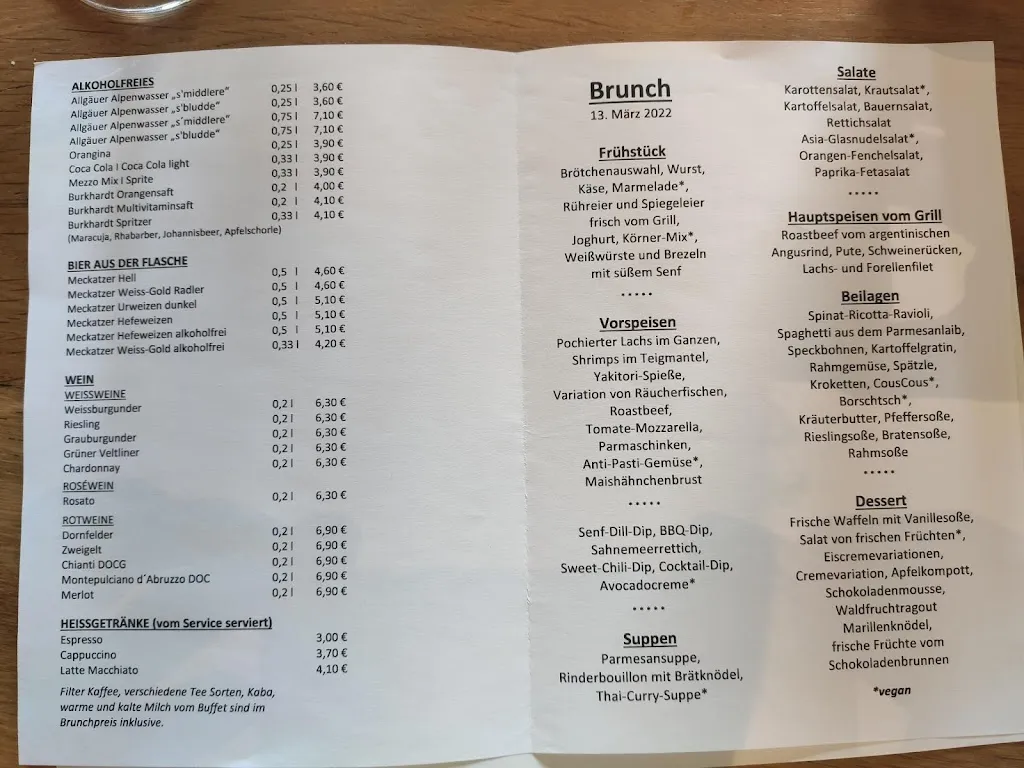 ALKOHOLFREIES
Allgäuer Alpenwasser „s'middlere“ 0,25 l 3,60 €
Allgäuer Alpenwasser „s'bludde“ 0,25 l 3,60 €
Allgäuer Alpenwasser „s´middlere“ 0,75 l 7,10 €
Allgäuer Alpenwasser „s'bludde“ 0,75 l 7,10 €
Orangina 0,25 l 3,90 €
Coca Cola I Coca Cola light 0,33 l 3,90 €
Mezzo Mix I Sprite 0,33 l 3,90 €
Burkhardt Orangensaft 0,2 l 4,00 €
Burkhardt Multivitaminsaft 0,2 l 4,10 €
Burkhardt Spritzer 0,33 l 4,10 €
(Maracuja, Rhabarber, Johannisbeer, Apfelschorle)
BIER AUS DER FLASCHE
Meckatzer Hell 0,5 l 4,60 €
Meckatzer Weiss-Gold Radler 0,5 l 4,60 €
Meckatzer Urweizen dunkel 0,5 l 5,10 €
Meckatzer Hefeweizen 0,5 l 5,10 €
Meckatzer Hefeweizen alkoholfrei 0,5 l 5,10 €
Meckatzer Weiss-Gold alkoholfrei 0,33 l 4,20 €
WEIN
WEISSWEINE
Weissburgunder 0,2 l 6,30 €
Riesling 0,2 l 6,30 €
Grauburgunder 0,2 l 6,30 €
Grüner Veltliner 0,2 l 6,30 €
Chardonnay 0,2 l 6,30 €
ROSÉWEIN
Rosato 0,2 l 6,30 €
ROTWEINE
Dornfelder 0,2 l 6,90 €
Zweigelt 0,2 l 6,90 €
Chianti DOCG 0,2 l 6,90 €
Montepulciano d´Abruzzo DOC 0,2 l 6,90 €
Merlot 0,2 l 6,90 €
HEISSGETRÄNKE (vom Service serviert)
Espresso 3,00 €
Cappuccino 3,70 €
Latte Macchiato 4,10 €
Filter Kaffee, verschiedene Tee Sorten, Kaba,
warme und kalte Milch vom Buffet sind im
Brunchpreis inklusive.
Brunch
13. März 2022
Frühstück
Brötchenauswahl, Wurst,
Käse, Marmelade*,
Rühreier und Spiegeleier
frisch vom Grill,
Joghurt, Körner-Mix*,
Weißwürste und Brezeln
mit süßem Senf
*****
Vorspeisen
Pochierter Lachs im Ganzen,
Shrimps im Teigmantel,
Yakitori-Spieße,
Variation von Räucherfischen,
Roastbeef,
Tomate-Mozzarella,
Parmaschinken,
Anti-Pasti-Gemüse*,
Maishähnchenbrust
*****
Senf-Dill-Dip, BBQ-Dip,
Sahnemeerrettich,
Sweet-Chili-Dip, Cocktail-Dip,
Avocadocreme*
*****
Suppen
Parmesansuppe,
Rinderbouillon mit Brätknödel,
Thai-Curry-Suppe*
Salate
Karottensalat, Krautsalat*,
Kartoffelsalat, Bauernsalat,
Rettichsalat
Asia-Glasnudelsalat*,
Orangen-Fenchelsalat,
Paprika-Fetasalat
*****
Hauptspeisen vom Grill
Roastbeef vom argentinischen
Angusrind, Pute, Schweinerücken,
Lachs- und Forellenfilet
Beilagen
Spinat-Ricotta-Ravioli,
Spaghetti aus dem Parmesanlaib,
Speckbohnen, Kartoffelgratin,
Rahmgemüse, Spätzle,
Kroketten, CousCous*,
Borschtsch*,
Kräuterbutter, Pfeffersoße,
Rieslingsoße, Bratensoße,
Rahmsoße
*****
Dessert
Frische Waffeln mit Vanillesoße,
Salat von frischen Früchten*,
Eiscremevariationen,
Cremevariation, Apfelkompott,
Schokoladenmousse,
Waldfruchtragout
Marillenknödel,
frische Früchte vom
Schokoladenbrunnen
*vegan